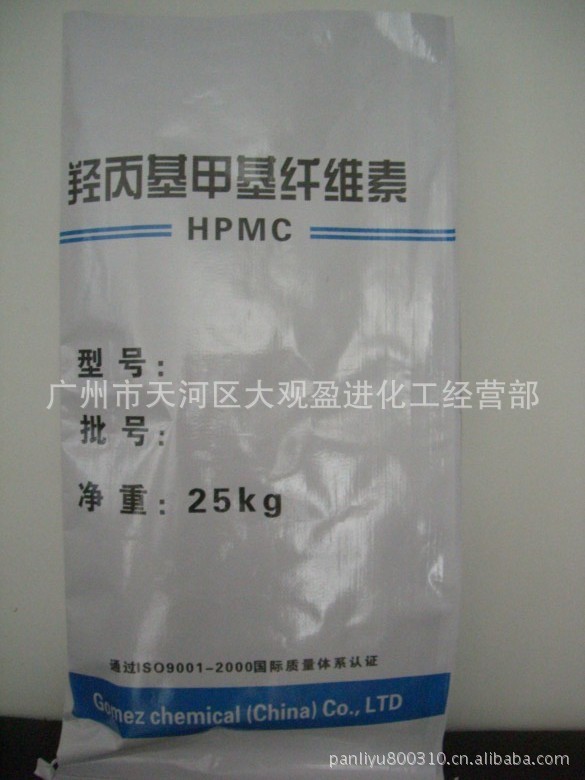 羟丙基甲基纤维素
HPMC
型号：
广州市天河区大观盈进化工经营部
批号：
净重：25kg
通过ISO9001-2000国际质量体系认证
Gomez chemical (China) Co., LTD
panliyu800310.cn.alibaba.com